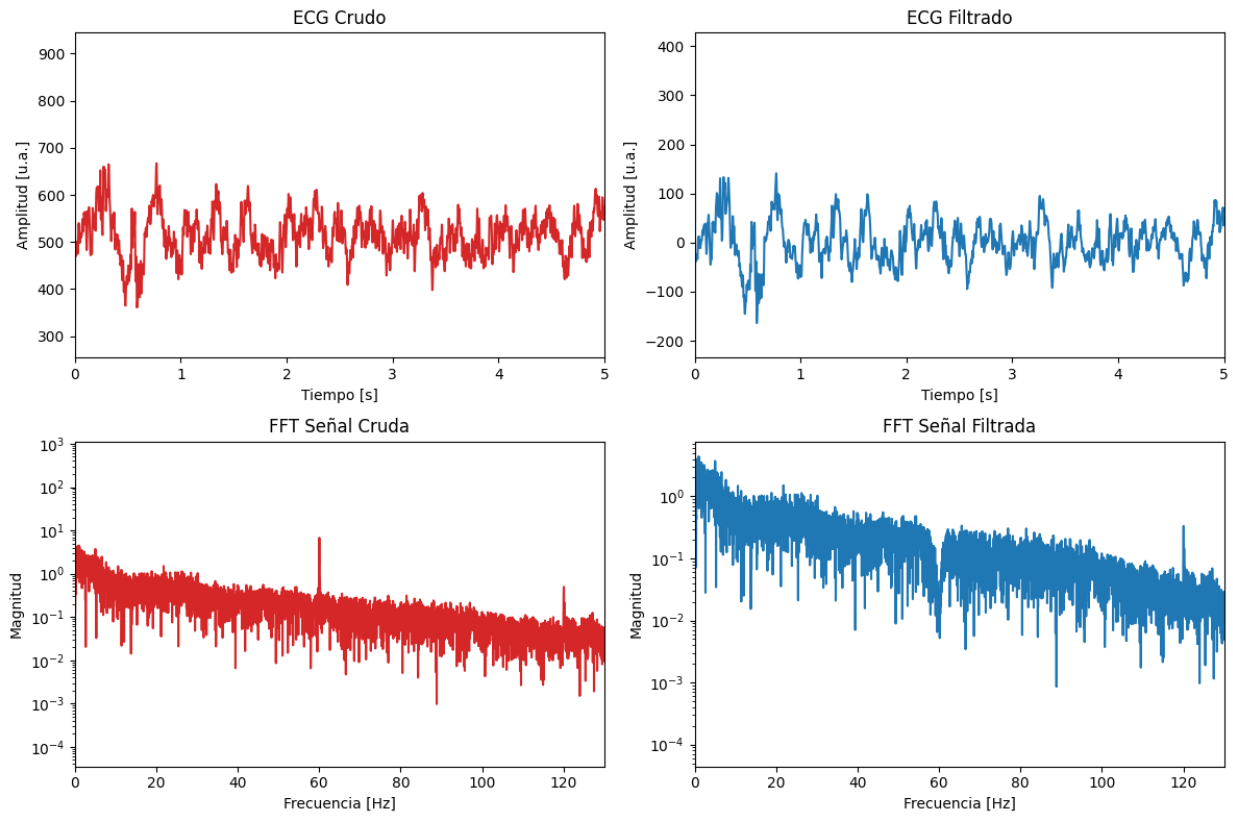 ECG Crudo
900
800
700
600
500
400
300
Amplitud [u.a.]
0 1 2 3 4 5
Tiempo [s]
ECG Filtrado
400
300
200
100
0
−100
−200
Amplitud [u.a.]
0 1 2 3 4 5
Tiempo [s]
FFT Señal Cruda
10³
10²
10¹
10⁰
10⁻¹
10⁻²
10⁻³
10⁻⁴
Magnitud
0 20 40 60 80 100 120
Frecuencia [Hz]
FFT Señal Filtrada
10⁰
10⁻¹
10⁻²
10⁻³
10⁻⁴
Magnitud
0 20 40 60 80 100 120
Frecuencia [Hz]